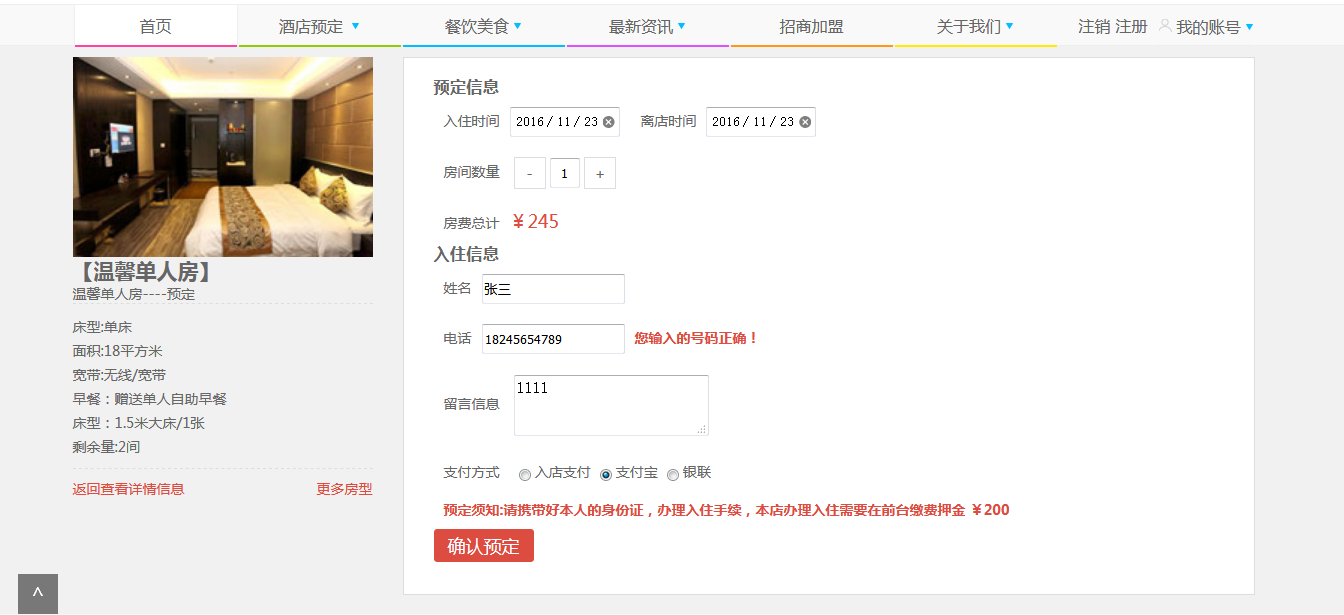 首页 酒店预定 餐饮美食 最新资讯 招商加盟 关于我们 注销 注册 我的账号
【温馨单人房】
温馨单人房----预定
床型:单床
面积:18平方米
宽带:无线/宽带
早餐：赠送单人自助早餐
床型：1.5米大床/1张
剩余量:2间
返回查看详情信息 更多房型
预定信息
入住时间 2016/11/23 离店时间 2016/11/23
房间数量 - 1 +
房费总计 ￥245
入住信息
姓名 张三
电话 18245654789 您输入的号码正确！
留言信息 1111
支付方式 入店支付 支付宝 银联
预定须知:请携带好本人的身份证，办理入住手续，本店办理入住需要在前台缴费押金 ￥200
确认预定
^